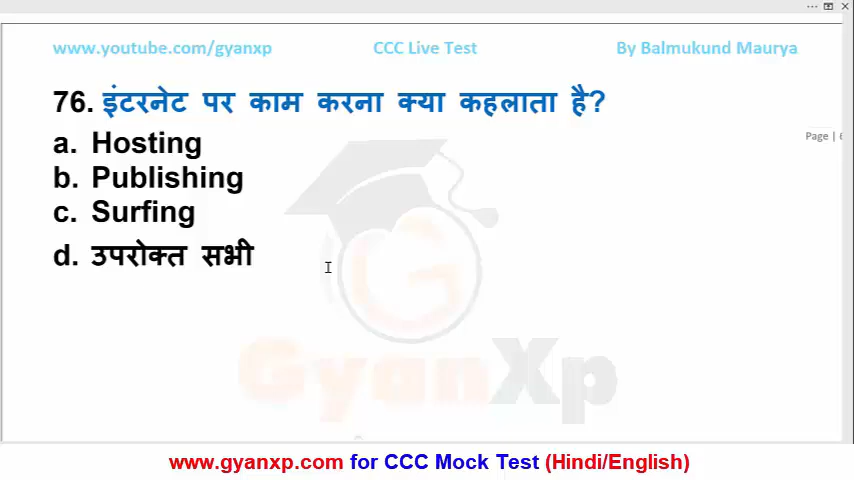 www.youtube.com/gyanxp CCC Live Test By Balmukund Maurya
76. इंटरनेट पर काम करना क्या कहलाता है?
Page | 6
a. Hosting
b. Publishing
c. Surfing
d. उपरोक्त सभी
GyanXp
www.gyanxp.com for CCC Mock Test (Hindi/English)